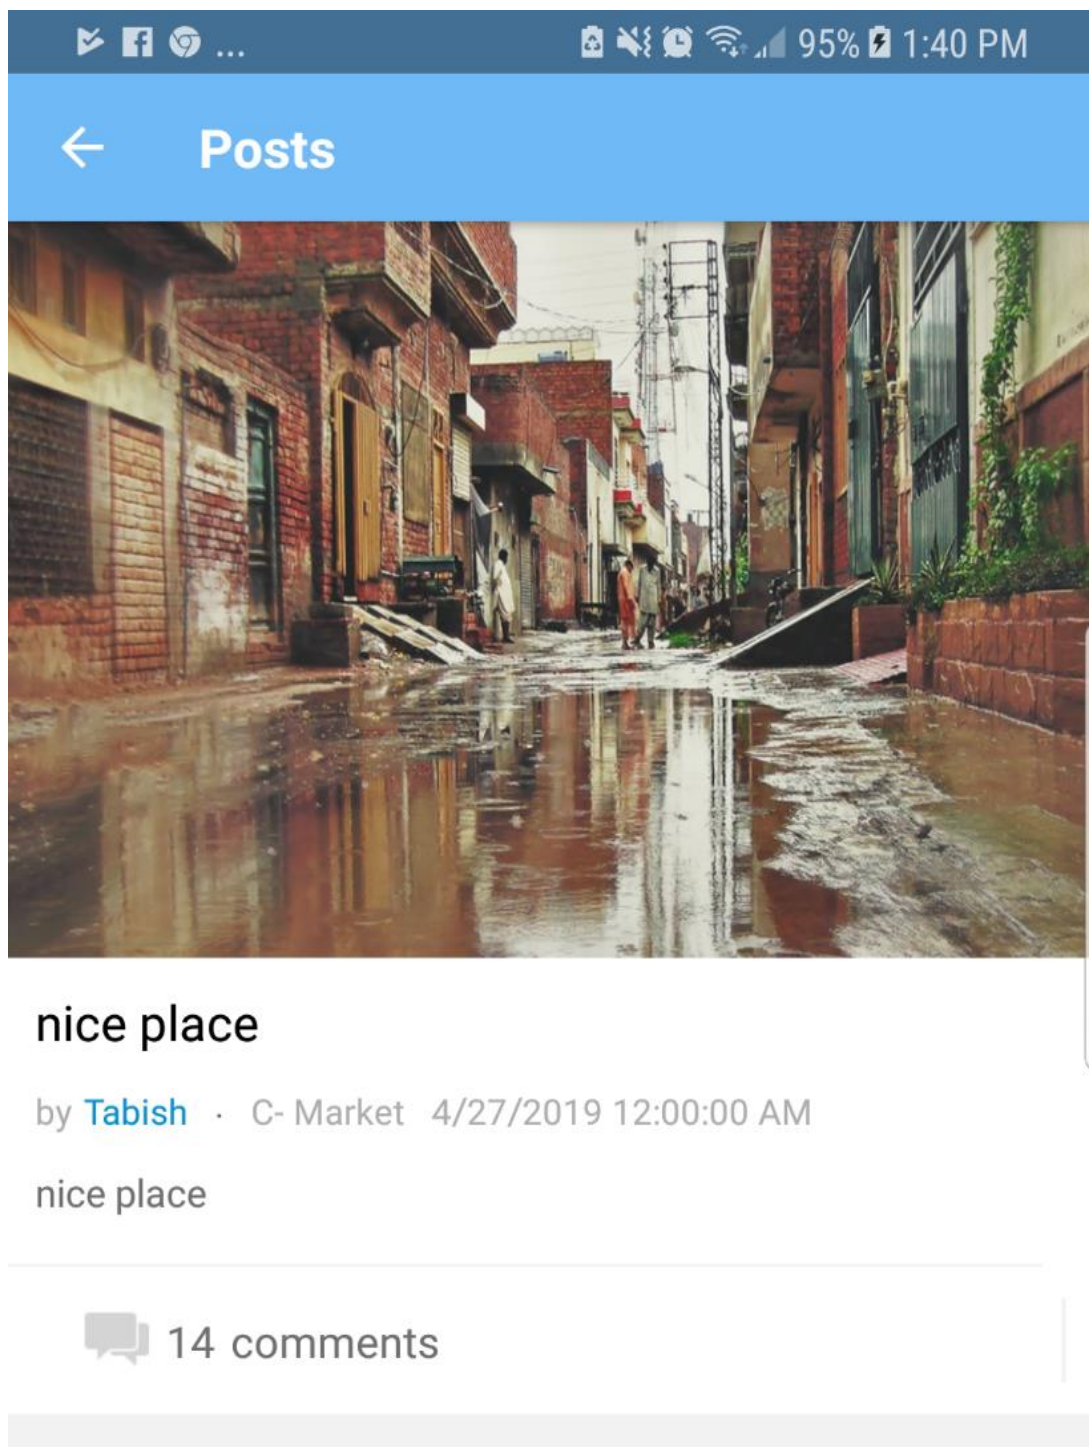 ... 95% 1:40 PM
Posts
nice place
by Tabish · C- Market 4/27/2019 12:00:00 AM
nice place
14 comments